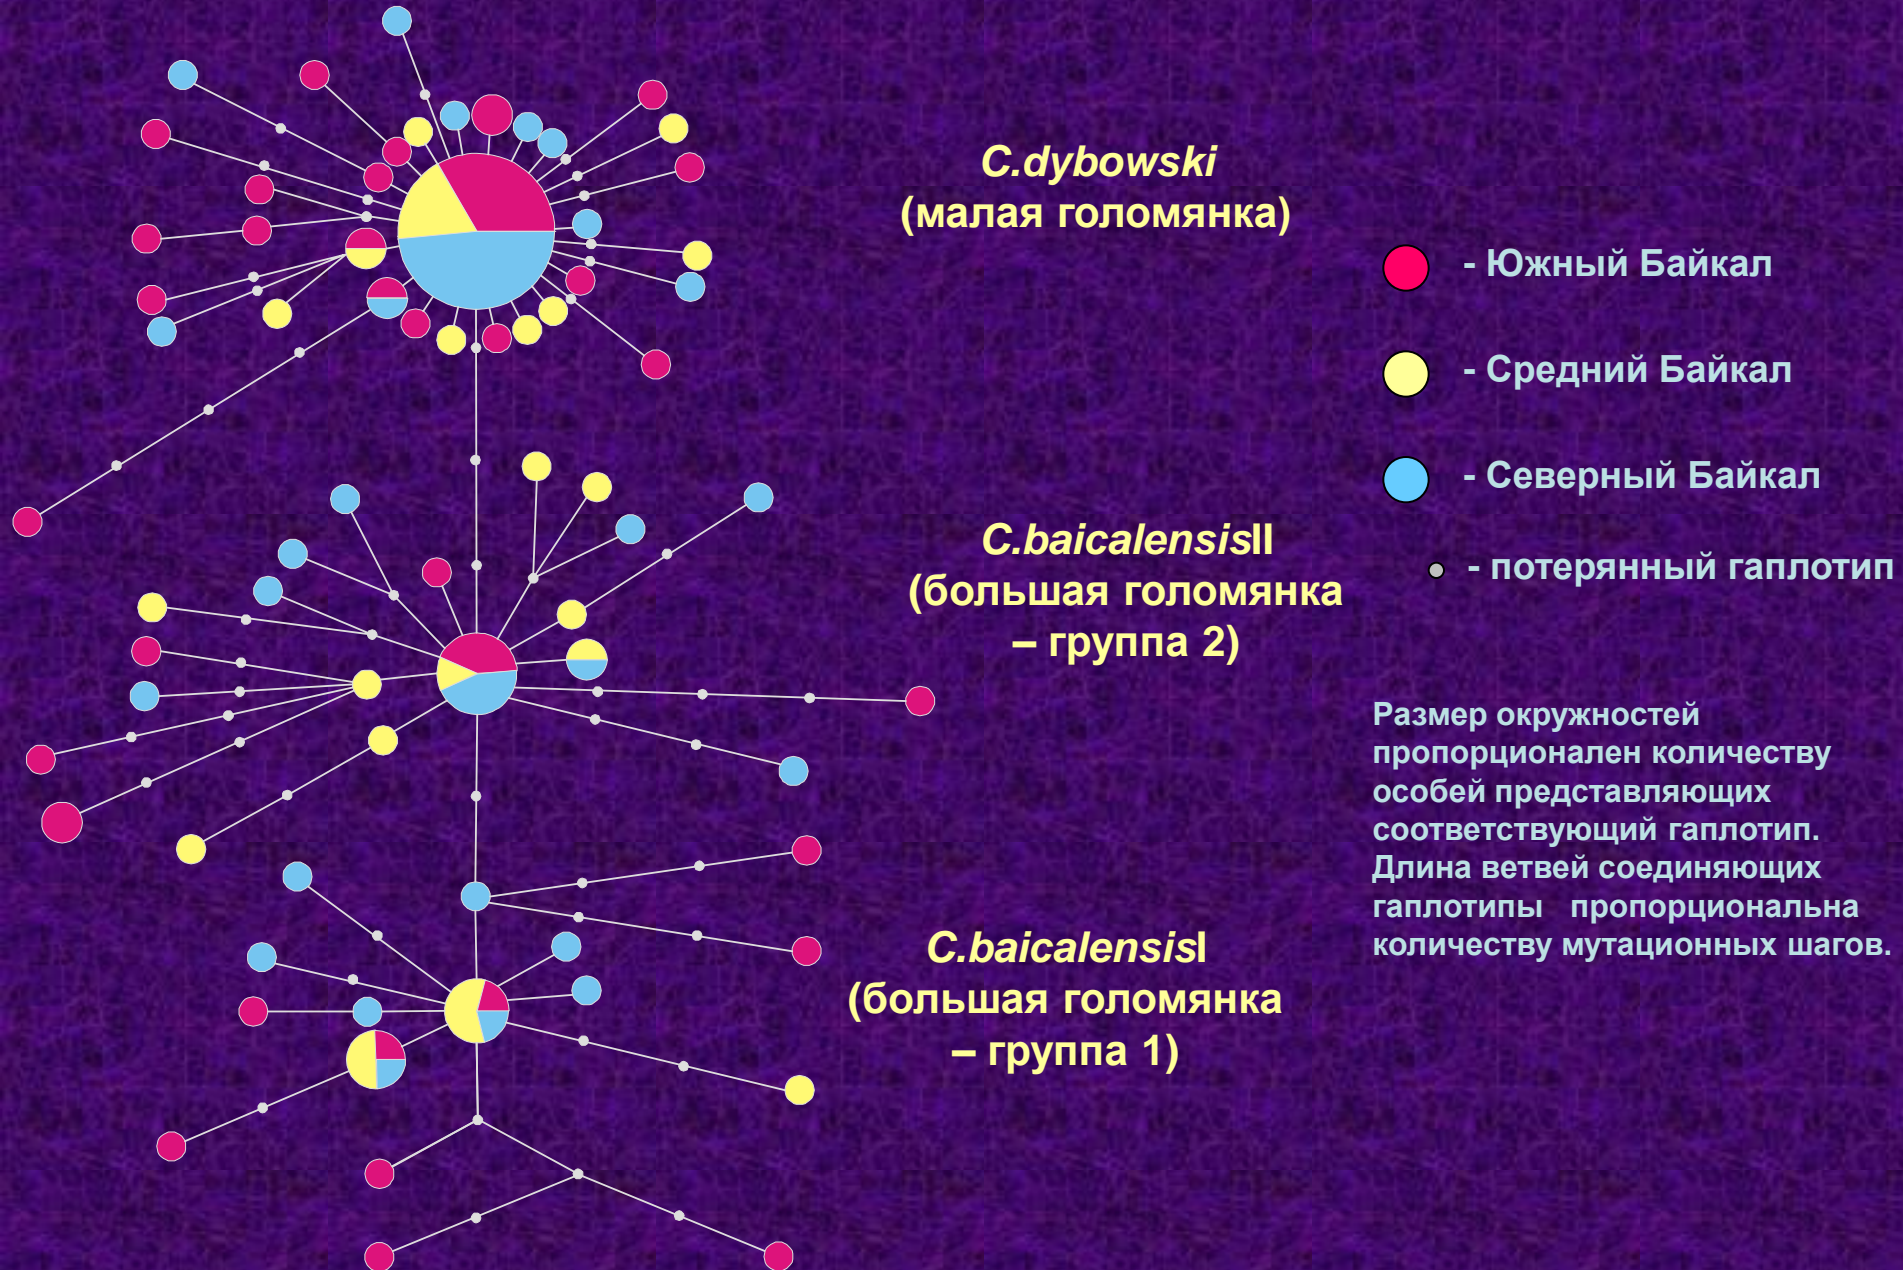 C.dybowski
(малая голомянка)
- Южный Байкал
- Средний Байкал
- Северный Байкал
- потерянный гаплотип
C.baicalensisII
(большая голомянка
– группа 2)
Размер окружностей
пропорционален количеству
особей представляющих
соответствующий гаплотип.
Длина ветвей соединяющих
гаплотипы пропорциональна
количеству мутационных шагов.
C.baicalensisI
(большая голомянка
– группа 1)